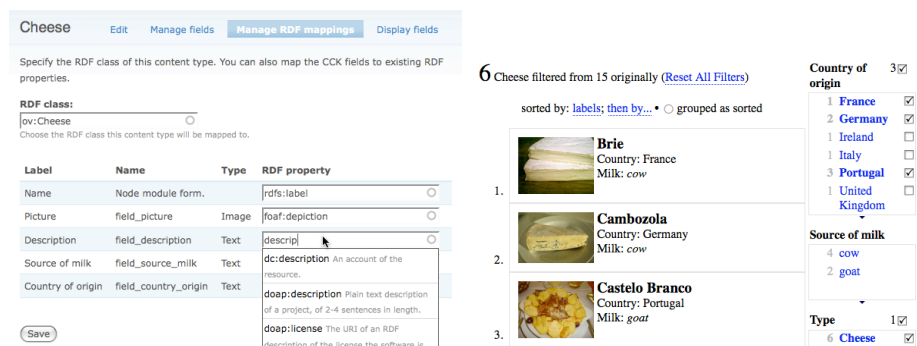 Cheese
Edit
Manage fields
Manage RDF mappings
Display fields
Specify the RDF class of this content type. You can also map the CCK fields to existing RDF
properties.
RDF class:
ov:Cheese
Choose the RDF class this content type will be mapped to.
Label Name Type RDF property
Name Node module form. rdfs:label
Picture field_picture Image foaf:depiction
Description field_description Text descrip
Source of milk field_source_milk Text
Country of origin field_country_origin Text
dc:description An account of the
resource.
doap:description Plain text description
of a project, of 2-4 sentences in length.
doap:license The URI of an RDF
description of the license the software is
Save
6 Cheese filtered from 15 originally (Reset All Filters)
sorted by: labels; then by... • grouped as sorted
1.
Brie
Country: France
Milk: cow
2.
Cambozola
Country: Germany
Milk: cow
3.
Castelo Branco
Country: Portugal
Milk: goat
Country of 3
origin
1 France
2 Germany
1 Ireland
1 Italy
3 Portugal
1 United
Kingdom
Source of milk
4 cow
2 goat
Type 1
6 Cheese